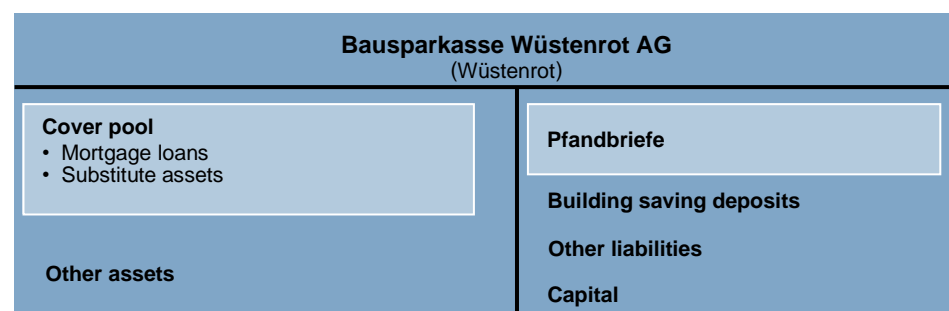 Bausparkasse Wüstenrot AG
(Wüstenrot)
Cover pool
• Mortgage loans
• Substitute assets
Other assets
Pfandbriefe
Building saving deposits
Other liabilities
Capital